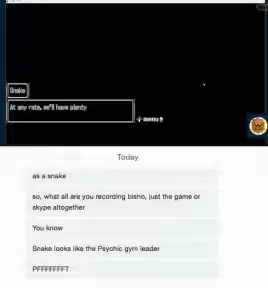 Snake
At any rate, we'll have plenty
Today
as a snake
so, what all are you recording bisho, just the game or
skype altogether
You know
Snake looks like the Psychic gym leader
PFFFFFFFT